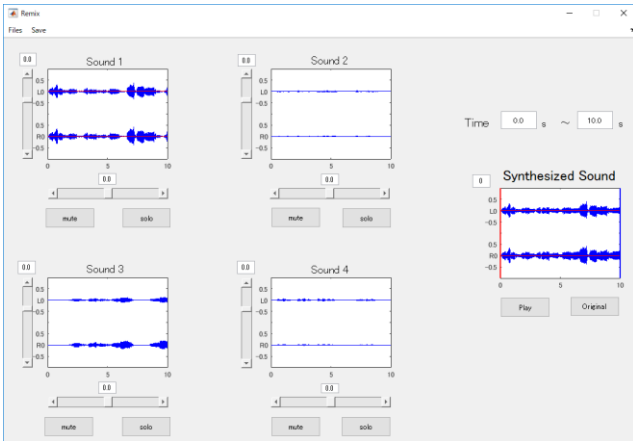 Remix
Files Save
0.0 Sound 1
0.5
L0
-0.5
0.5
R0
-0.5
0 5 10
0.0
mute solo
0.0 Sound 2
0.5
L0
-0.5
0.5
R0
-0.5
0 5 10
0.0
mute solo
0.0 Sound 3
0.5
L0
-0.5
0.5
R0
-0.5
0 5 10
0.0
mute solo
0.0 Sound 4
0.5
L0
-0.5
0.5
R0
-0.5
0 5 10
0.0
mute solo
Time 0.0 s ～ 10.0 s
0 Synthesized Sound
0.5
L0
-0.5
0.5
R0
-0.5
0 5 10
Play Original